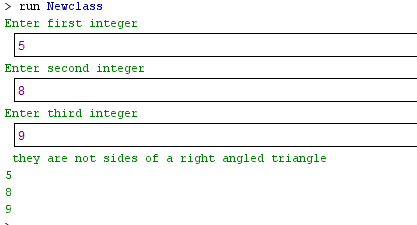 > run Newclass
Enter first integer
5
Enter second integer
8
Enter third integer
9
they are not sides of a right angled triangle
5
8
9
>